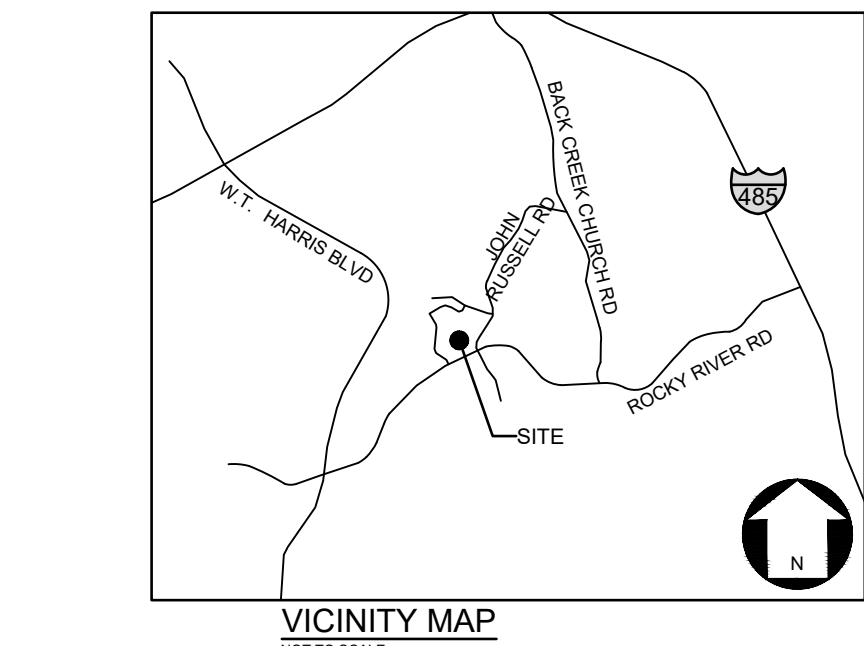 BACK CREEK CHURCH RD
485
W.T. HARRIS BLVD
JOHN
RUSSELL RD
ROCKY RIVER RD
SITE
N
VICINITY MAP